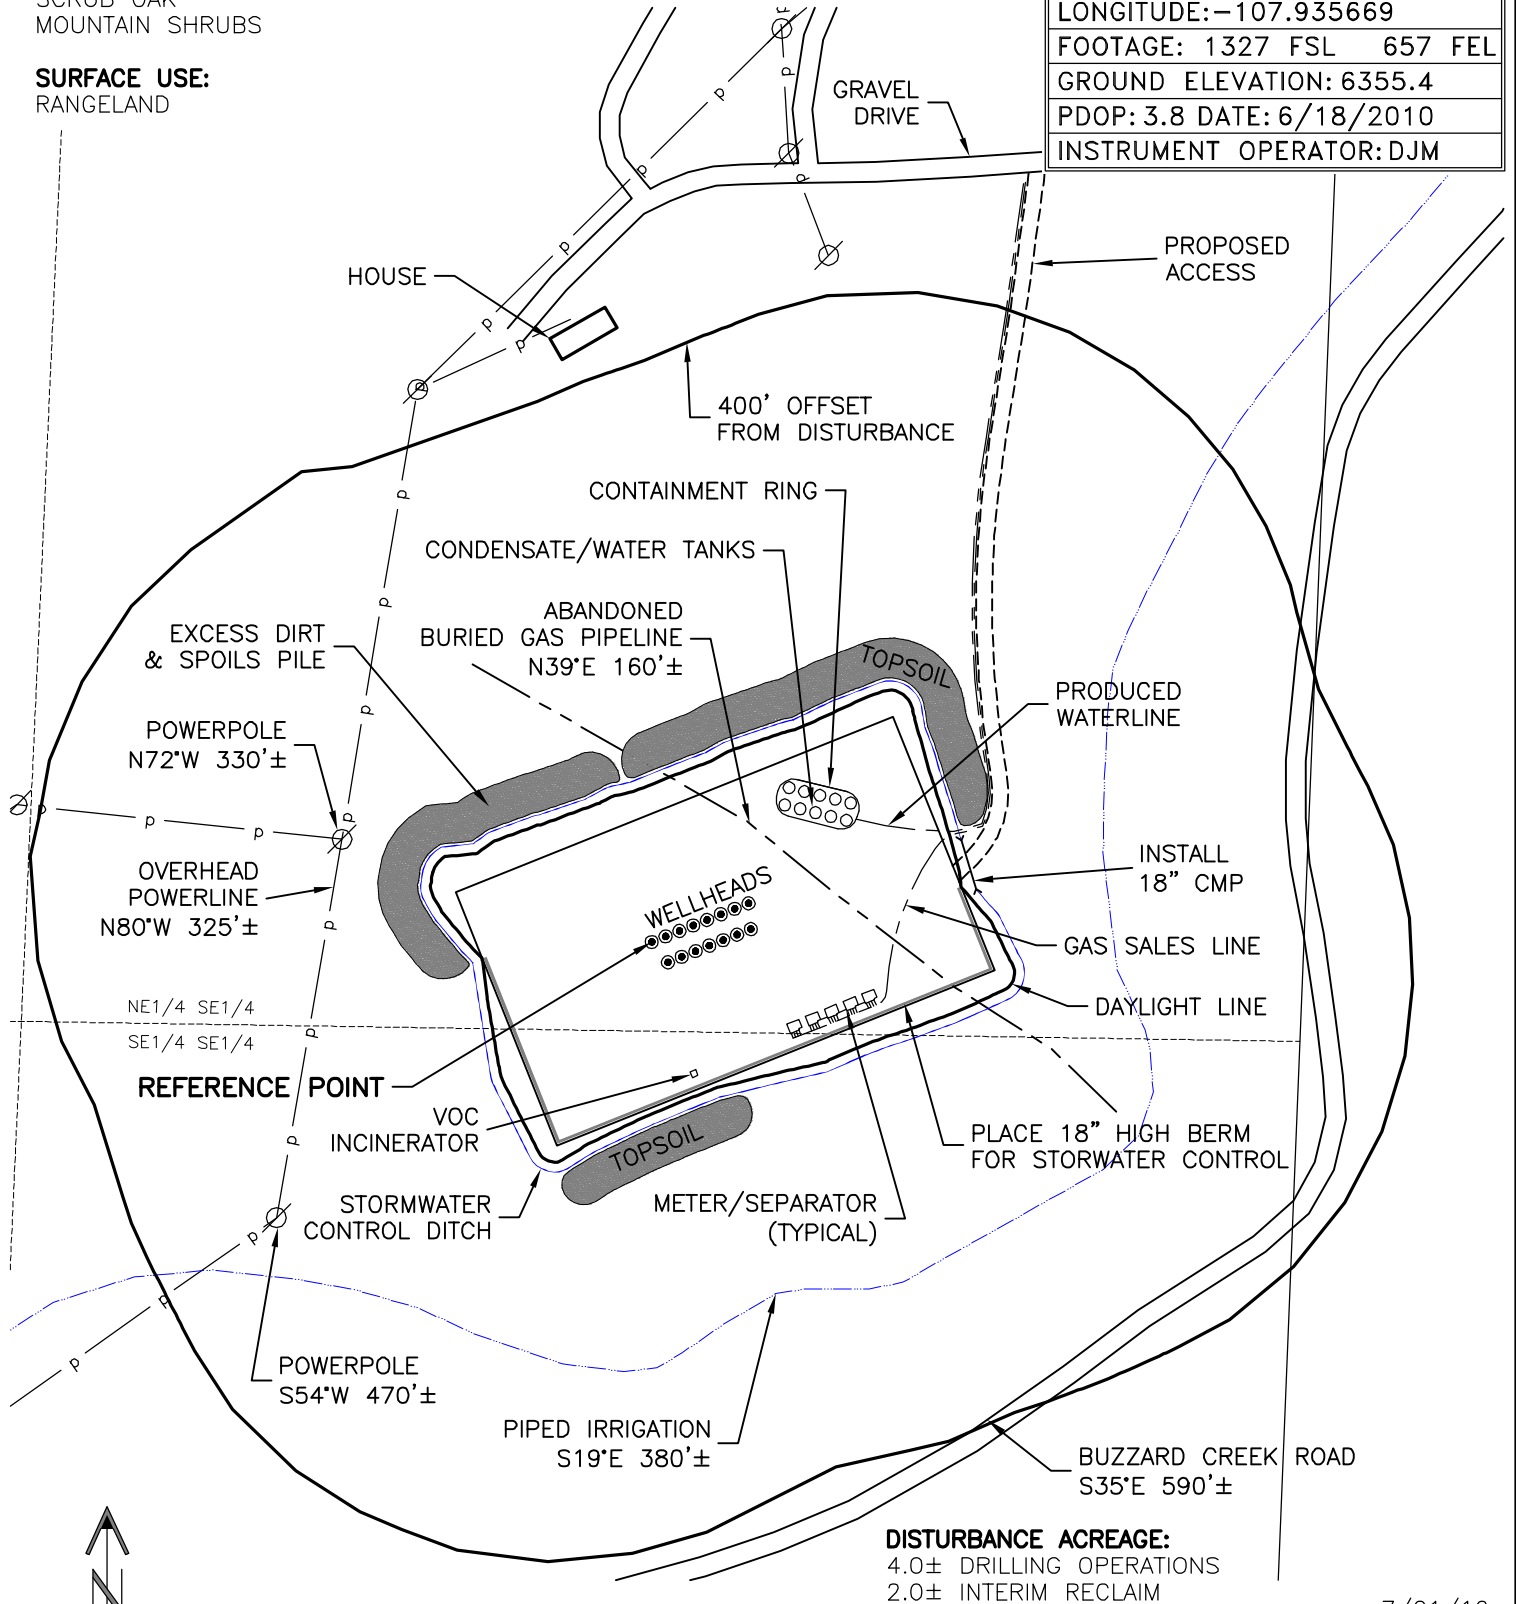 MOUNTAIN SHRUBS
SURFACE USE:
RANGELAND
LONGITUDE:-107.935669
FOOTAGE: 1327 FSL 657 FEL
GROUND ELEVATION: 6355.4
PDOP: 3.8 DATE: 6/18/2010
INSTRUMENT OPERATOR: DJM
GRAVEL
DRIVE
PROPOSED
ACCESS
HOUSE
400' OFFSET
FROM DISTURBANCE
CONTAINMENT RING
CONDENSATE/WATER TANKS
ABANDONED
BURIED GAS PIPELINE
N39°E 160'±
EXCESS DIRT
& SPOILS PILE
TOPSOIL
PRODUCED
WATERLINE
POWERPOLE
N72°W 330'±
INSTALL
18" CMP
OVERHEAD
POWERLINE
N80°W 325'±
WELLHEADS
GAS SALES LINE
DAYLIGHT LINE
NE1/4 SE1/4
SE1/4 SE1/4
REFERENCE POINT
VOC
INCINERATOR
TOPSOIL
PLACE 18" HIGH BERM
FOR STORWATER CONTROL
STORMWATER
CONTROL DITCH
METER/SEPARATOR
(TYPICAL)
POWERPOLE
S54°W 470'±
PIPED IRRIGATION
S19°E 380'±
BUZZARD CREEK ROAD
S35°E 590'±
DISTURBANCE ACREAGE:
4.0± DRILLING OPERATIONS
2.0± INTERIM RECLAIM